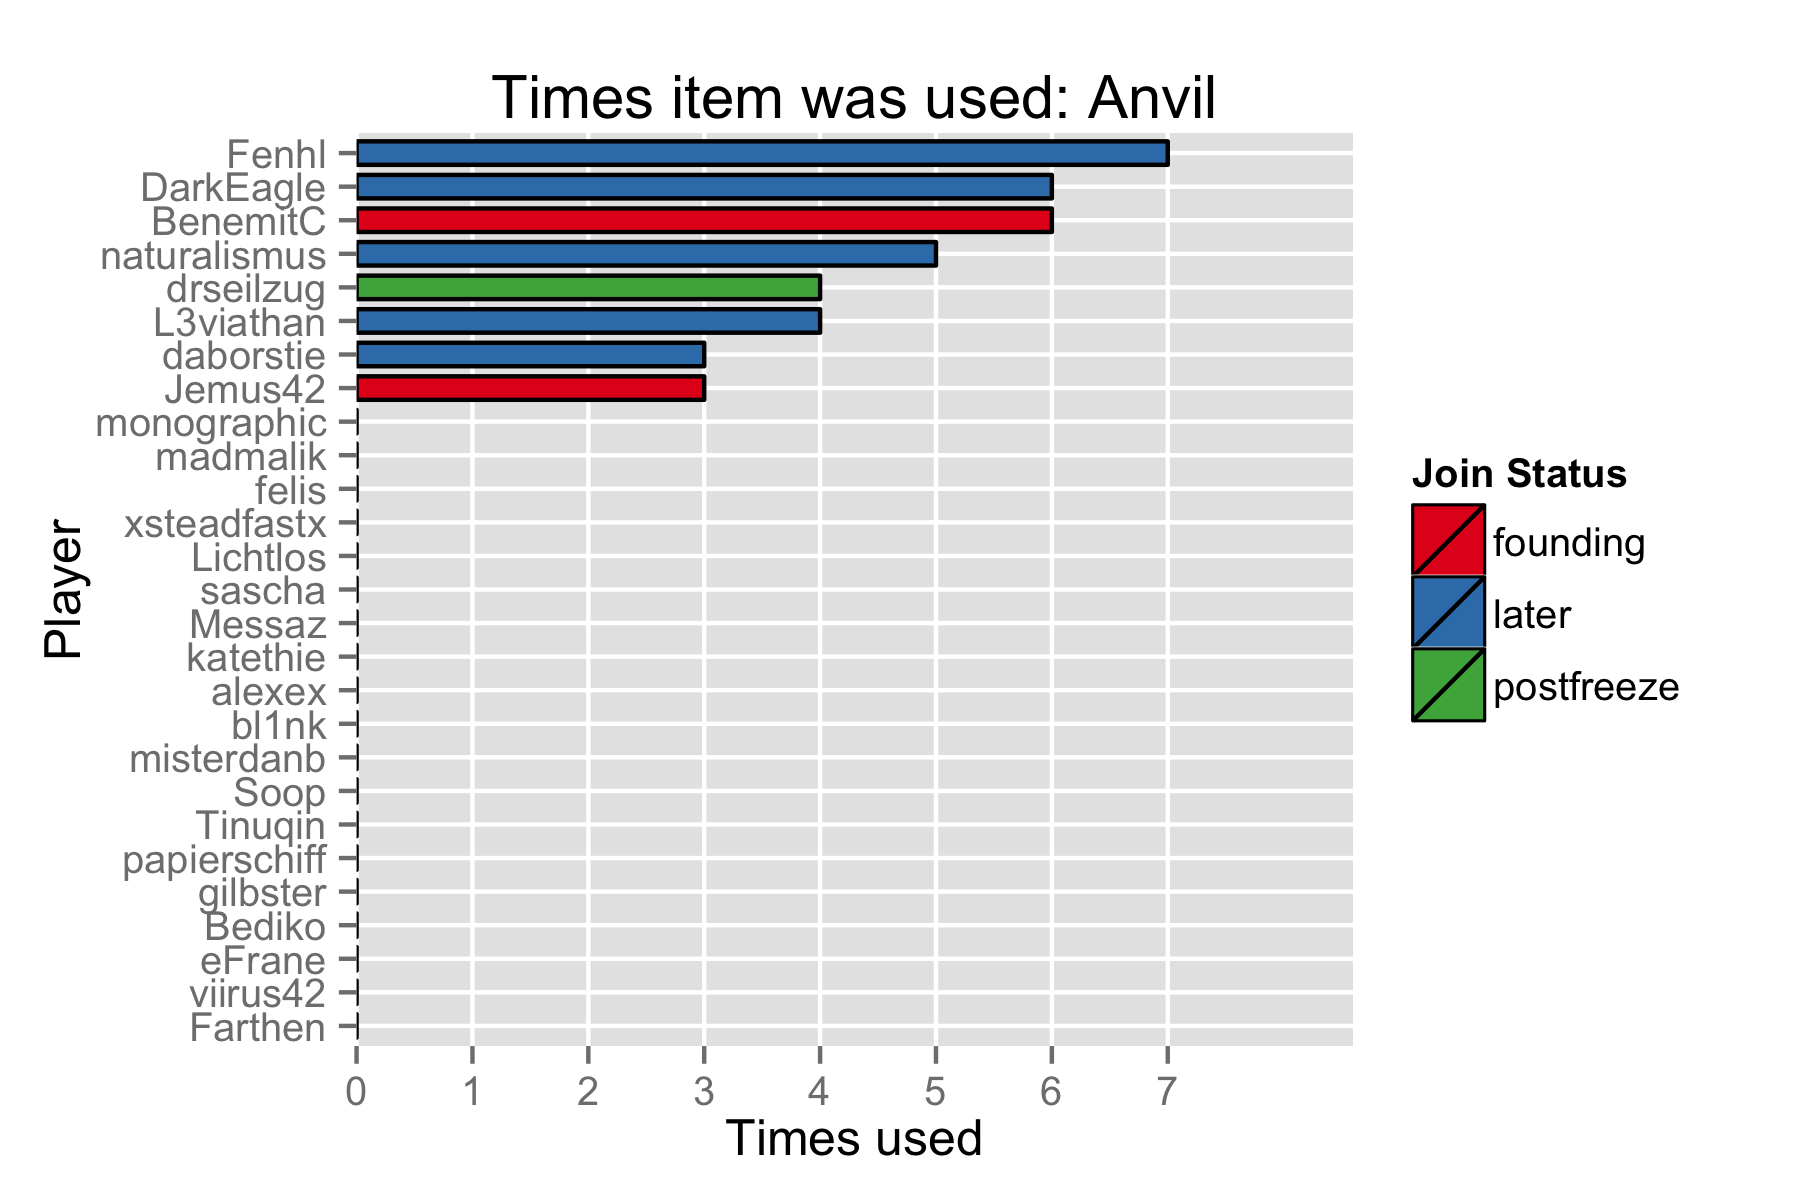 Times item was used: Anvil
Player
Fenhl
DarkEagle
BenemitC
naturalismus
drseilzug
L3viathan
daborstie
Jemus42
monographic
madmalik
felis
xsteadfastx
Lichtlos
sascha
Messaz
katethie
alexex
bl1nk
misterdanb
Soop
Tinuqin
papierschiff
gilbster
Bediko
eFrane
viirus42
Farthen
0 1 2 3 4 5 6 7
Times used
Join Status
founding
later
postfreeze